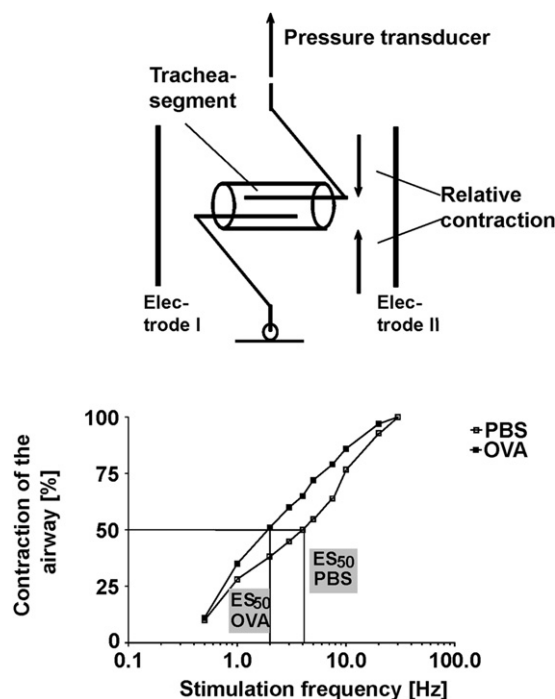 Pressure transducer
Trachea-
segment
Relative
contraction
Elec-
trode I
Elec-
trode II
Contraction of the
airway [%]
100
75
50
25
0
PBS
OVA
ES50
PBS
ES50
OVA
0.1
1.0
10.0
100.0
Stimulation frequency [Hz]